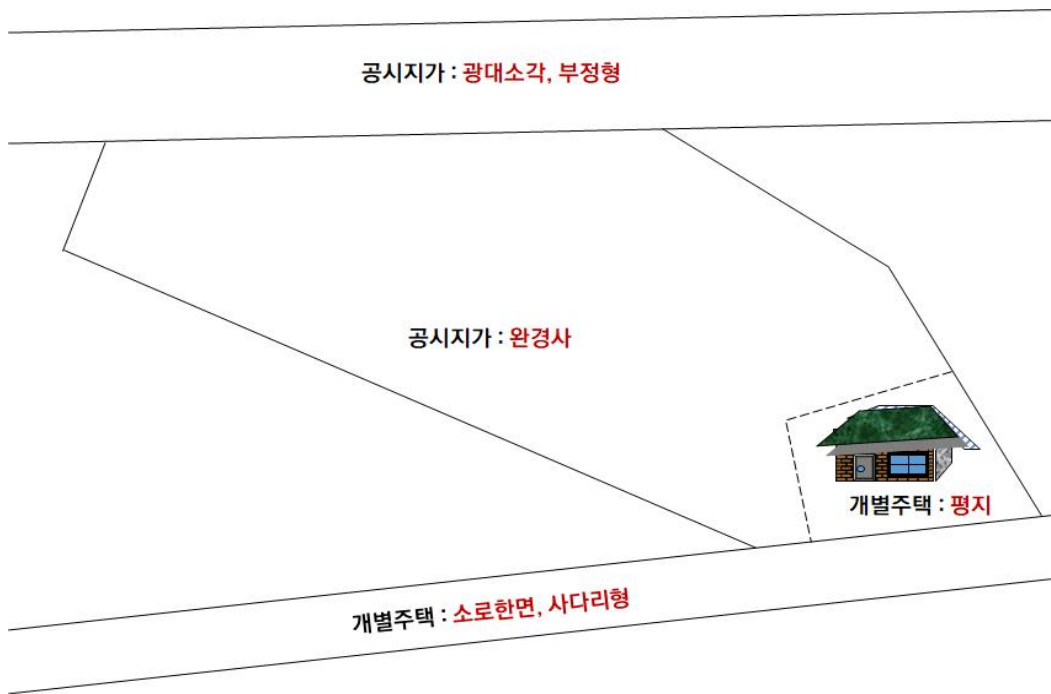 공시지가 : 광대소각, 부정형
공시지가 : 완경사
개별주택 : 평지
개별주택 : 소로한면, 사다리형